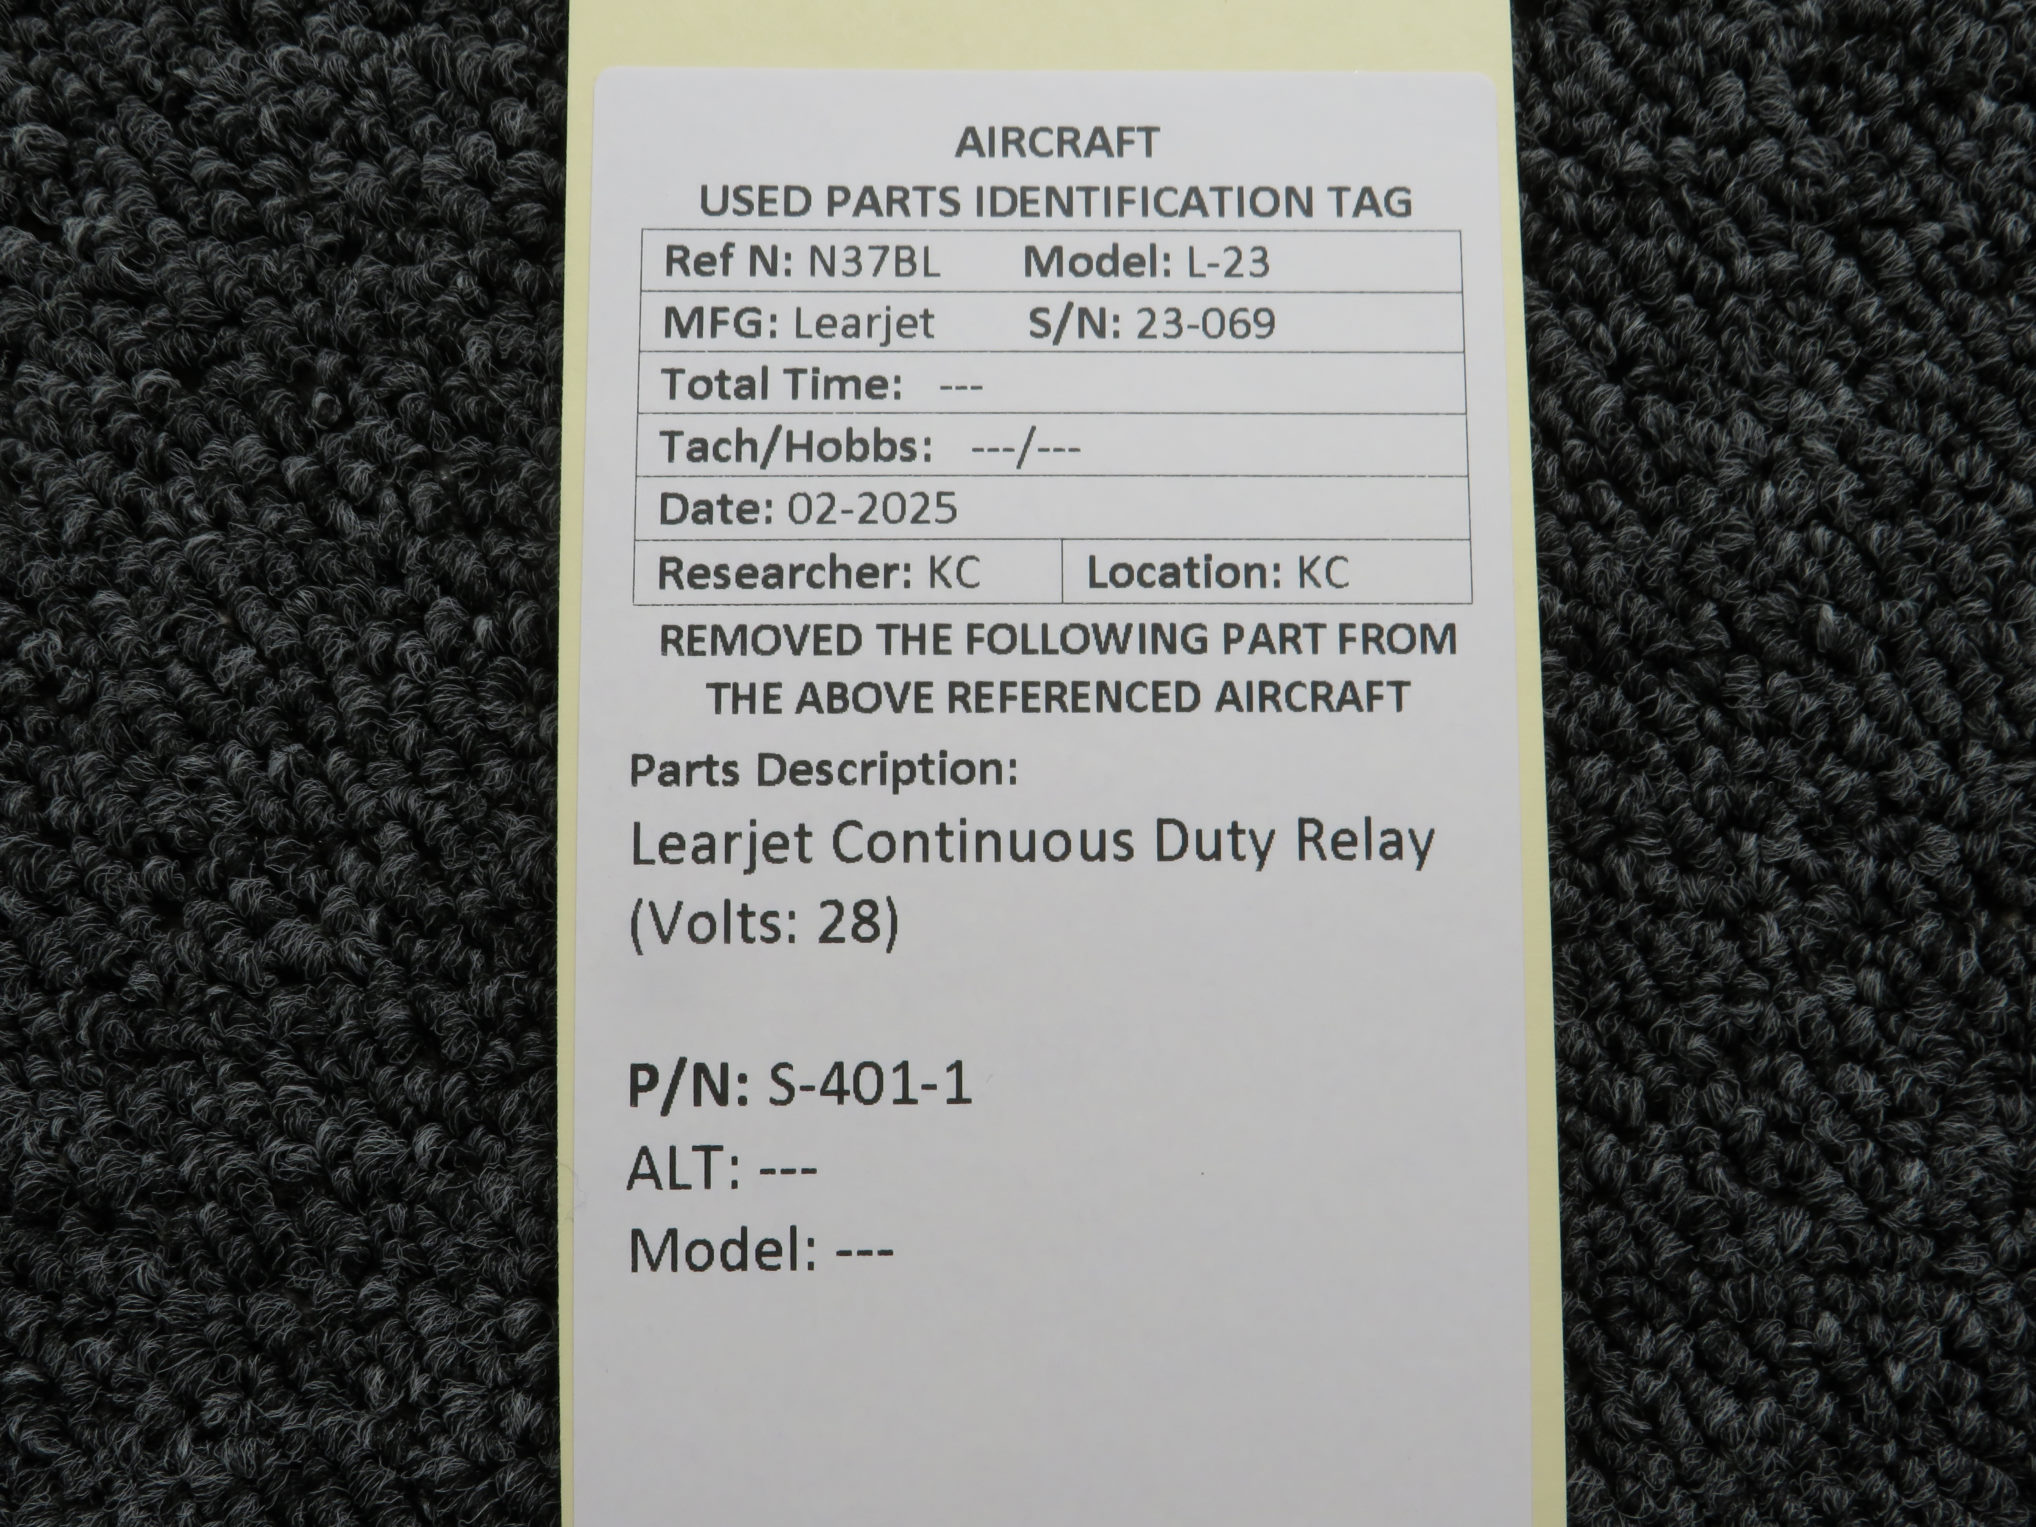 AIRCRAFT
USED PARTS IDENTIFICATION TAG
Ref N: N37BL Model: L-23
MFG: Learjet S/N: 23-069
Total Time: ---
Tach/Hobbs: ---/---
Date: 02-2025
Researcher: KC Location: KC
REMOVED THE FOLLOWING PART FROM
THE ABOVE REFERENCED AIRCRAFT
Parts Description:
Learjet Continuous Duty Relay
(Volts: 28)
P/N: S-401-1
ALT: ---
Model: ---